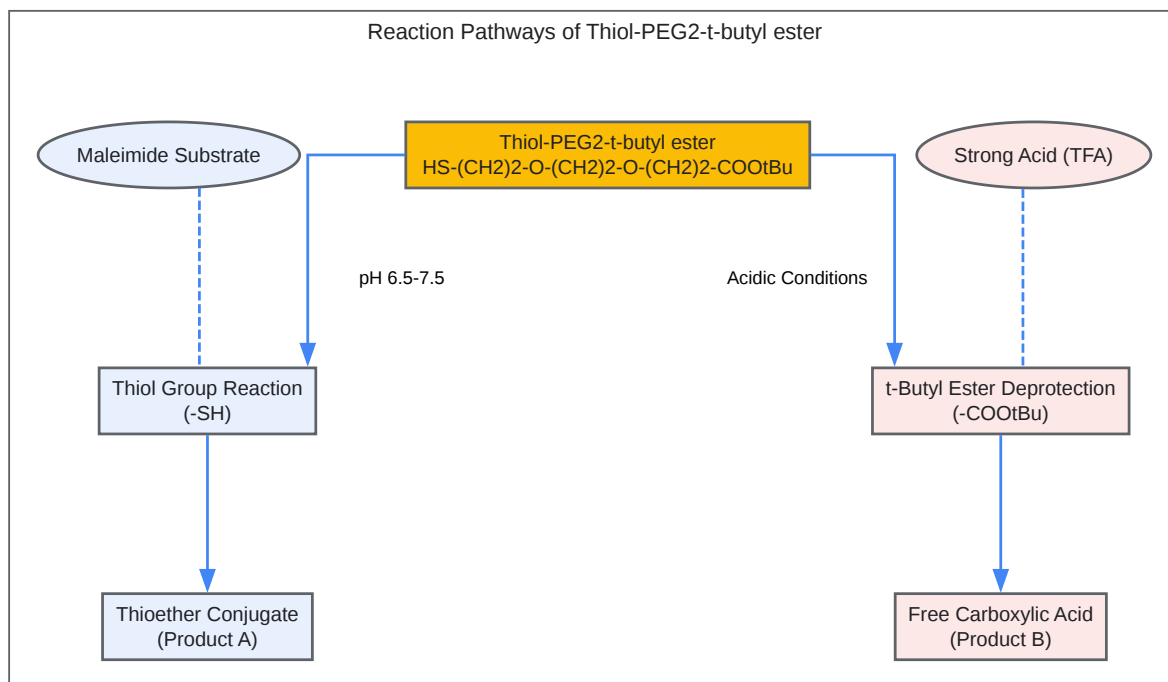 Reaction Pathways of Thiol-PEG2-t-butyl ester
Maleimide Substrate
Thiol-PEG2-t-butyl ester
HS-(CH2)2-O-(CH2)2-O-(CH2)2-COOtBu
Strong Acid (TFA)
pH 6.5-7.5
Acidic Conditions
Thiol Group Reaction
(-SH)
t-Butyl Ester Deprotection
(-COOtBu)
Thioether Conjugate
(Product A)
Free Carboxylic Acid
(Product B)